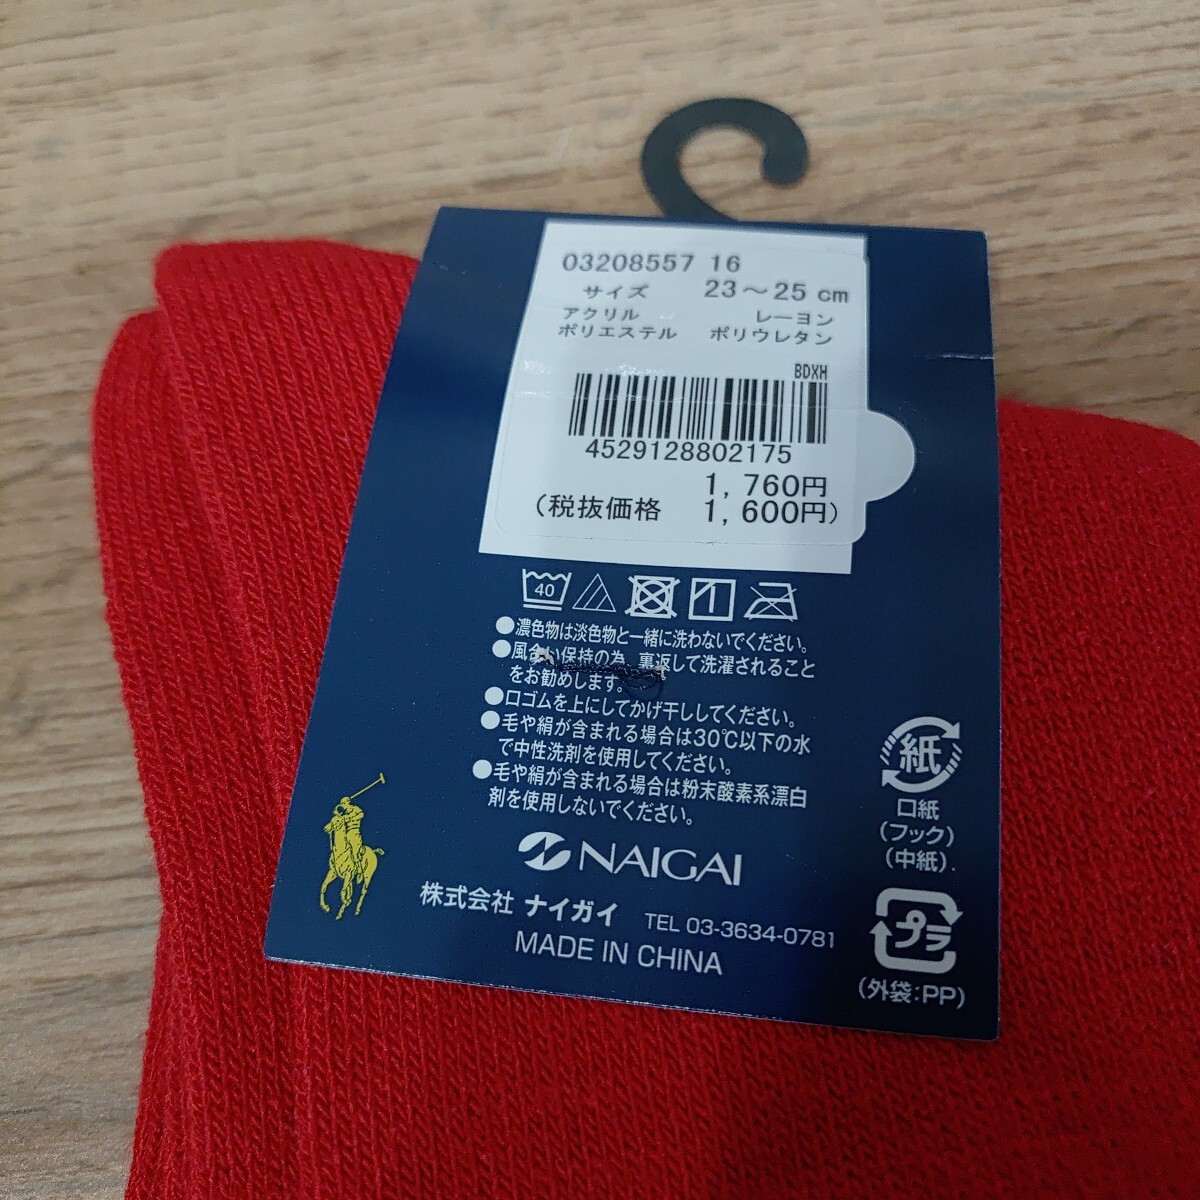 03208557 16
サイズ 23～25 cm
アクリル レーヨン
ポリエステル ポリウレタン
BDXH
4529128802175
1,760円
(税抜価格 1,600円)
40
●濃色物は淡色物と一緒に洗わないでください。
●風合い保持の為、裏返して洗濯されること
をお勧めします。
●口ゴムを上にしてかげ干ししてください。
●毛や絹が含まれる場合は30℃以下の水
で中性洗剤を使用してください。
●毛や絹が含まれる場合は粉末酸素系漂白
剤を使用しないでください。
NAIGAI
株式会社 ナイガイ TEL 03-3634-0781
MADE IN CHINA
紙
口紙
(フック)
(中紙).
プラ
(外袋:PP)